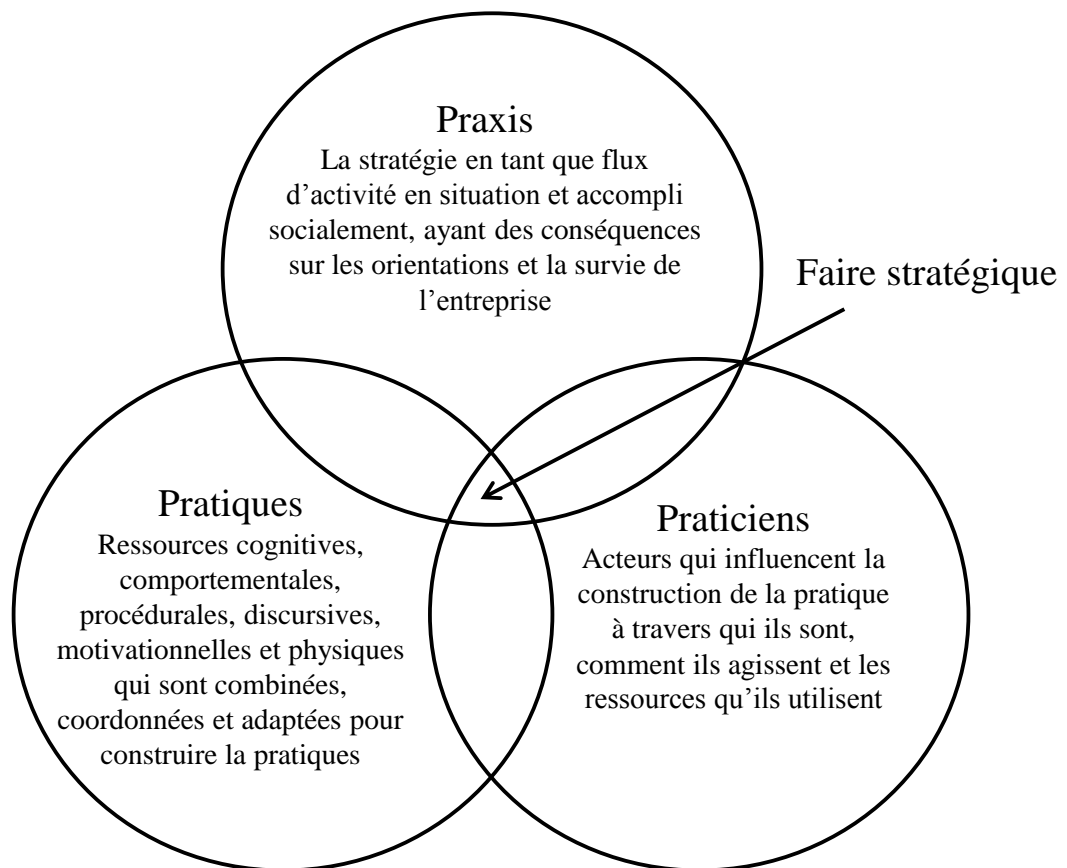 Praxis
La stratégie en tant que flux
d’activité en situation et accompli
socialement, ayant des conséquences
sur les orientations et la survie de
l’entreprise
Faire stratégique
Pratiques
Ressources cognitives,
comportementales,
procédurales, discursives,
motivationnelles et physiques
qui sont combinées,
coordonnées et adaptées pour
construire la pratiques
Praticiens
Acteurs qui influencent la
construction de la pratique
à travers qui ils sont,
comment ils agissent et les
ressources qu’ils utilisent